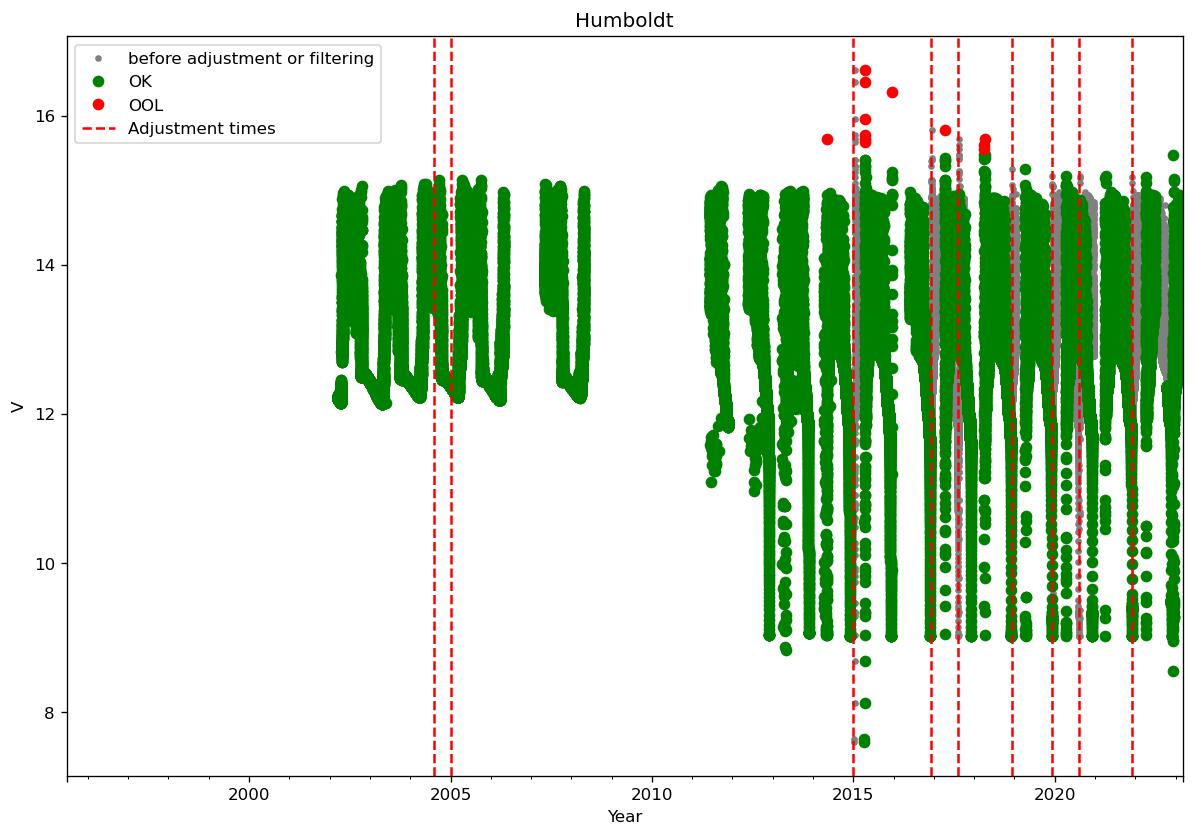 Humboldt
before adjustment or filtering
OK
OOL
Adjustment times
16
14
12
10
8
V
2000 2005 2010 2015 2020
Year